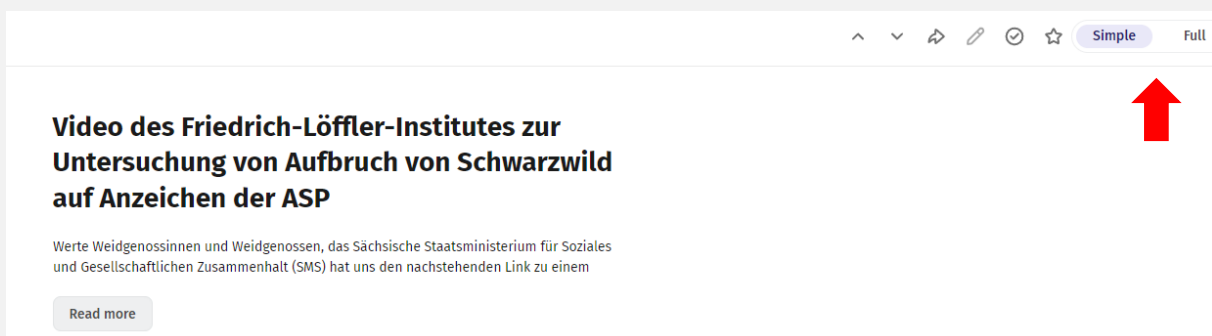 Simple Full
Video des Friedrich-Löffler-Institutes zur
Untersuchung von Aufbruch von Schwarzwild
auf Anzeichen der ASP
Werte Weidgenossinnen und Weidgenossen, das Sächsische Staatsministerium für Soziales
und Gesellschaftlichen Zusammenhalt (SMS) hat uns den nachstehenden Link zu einem
Read more